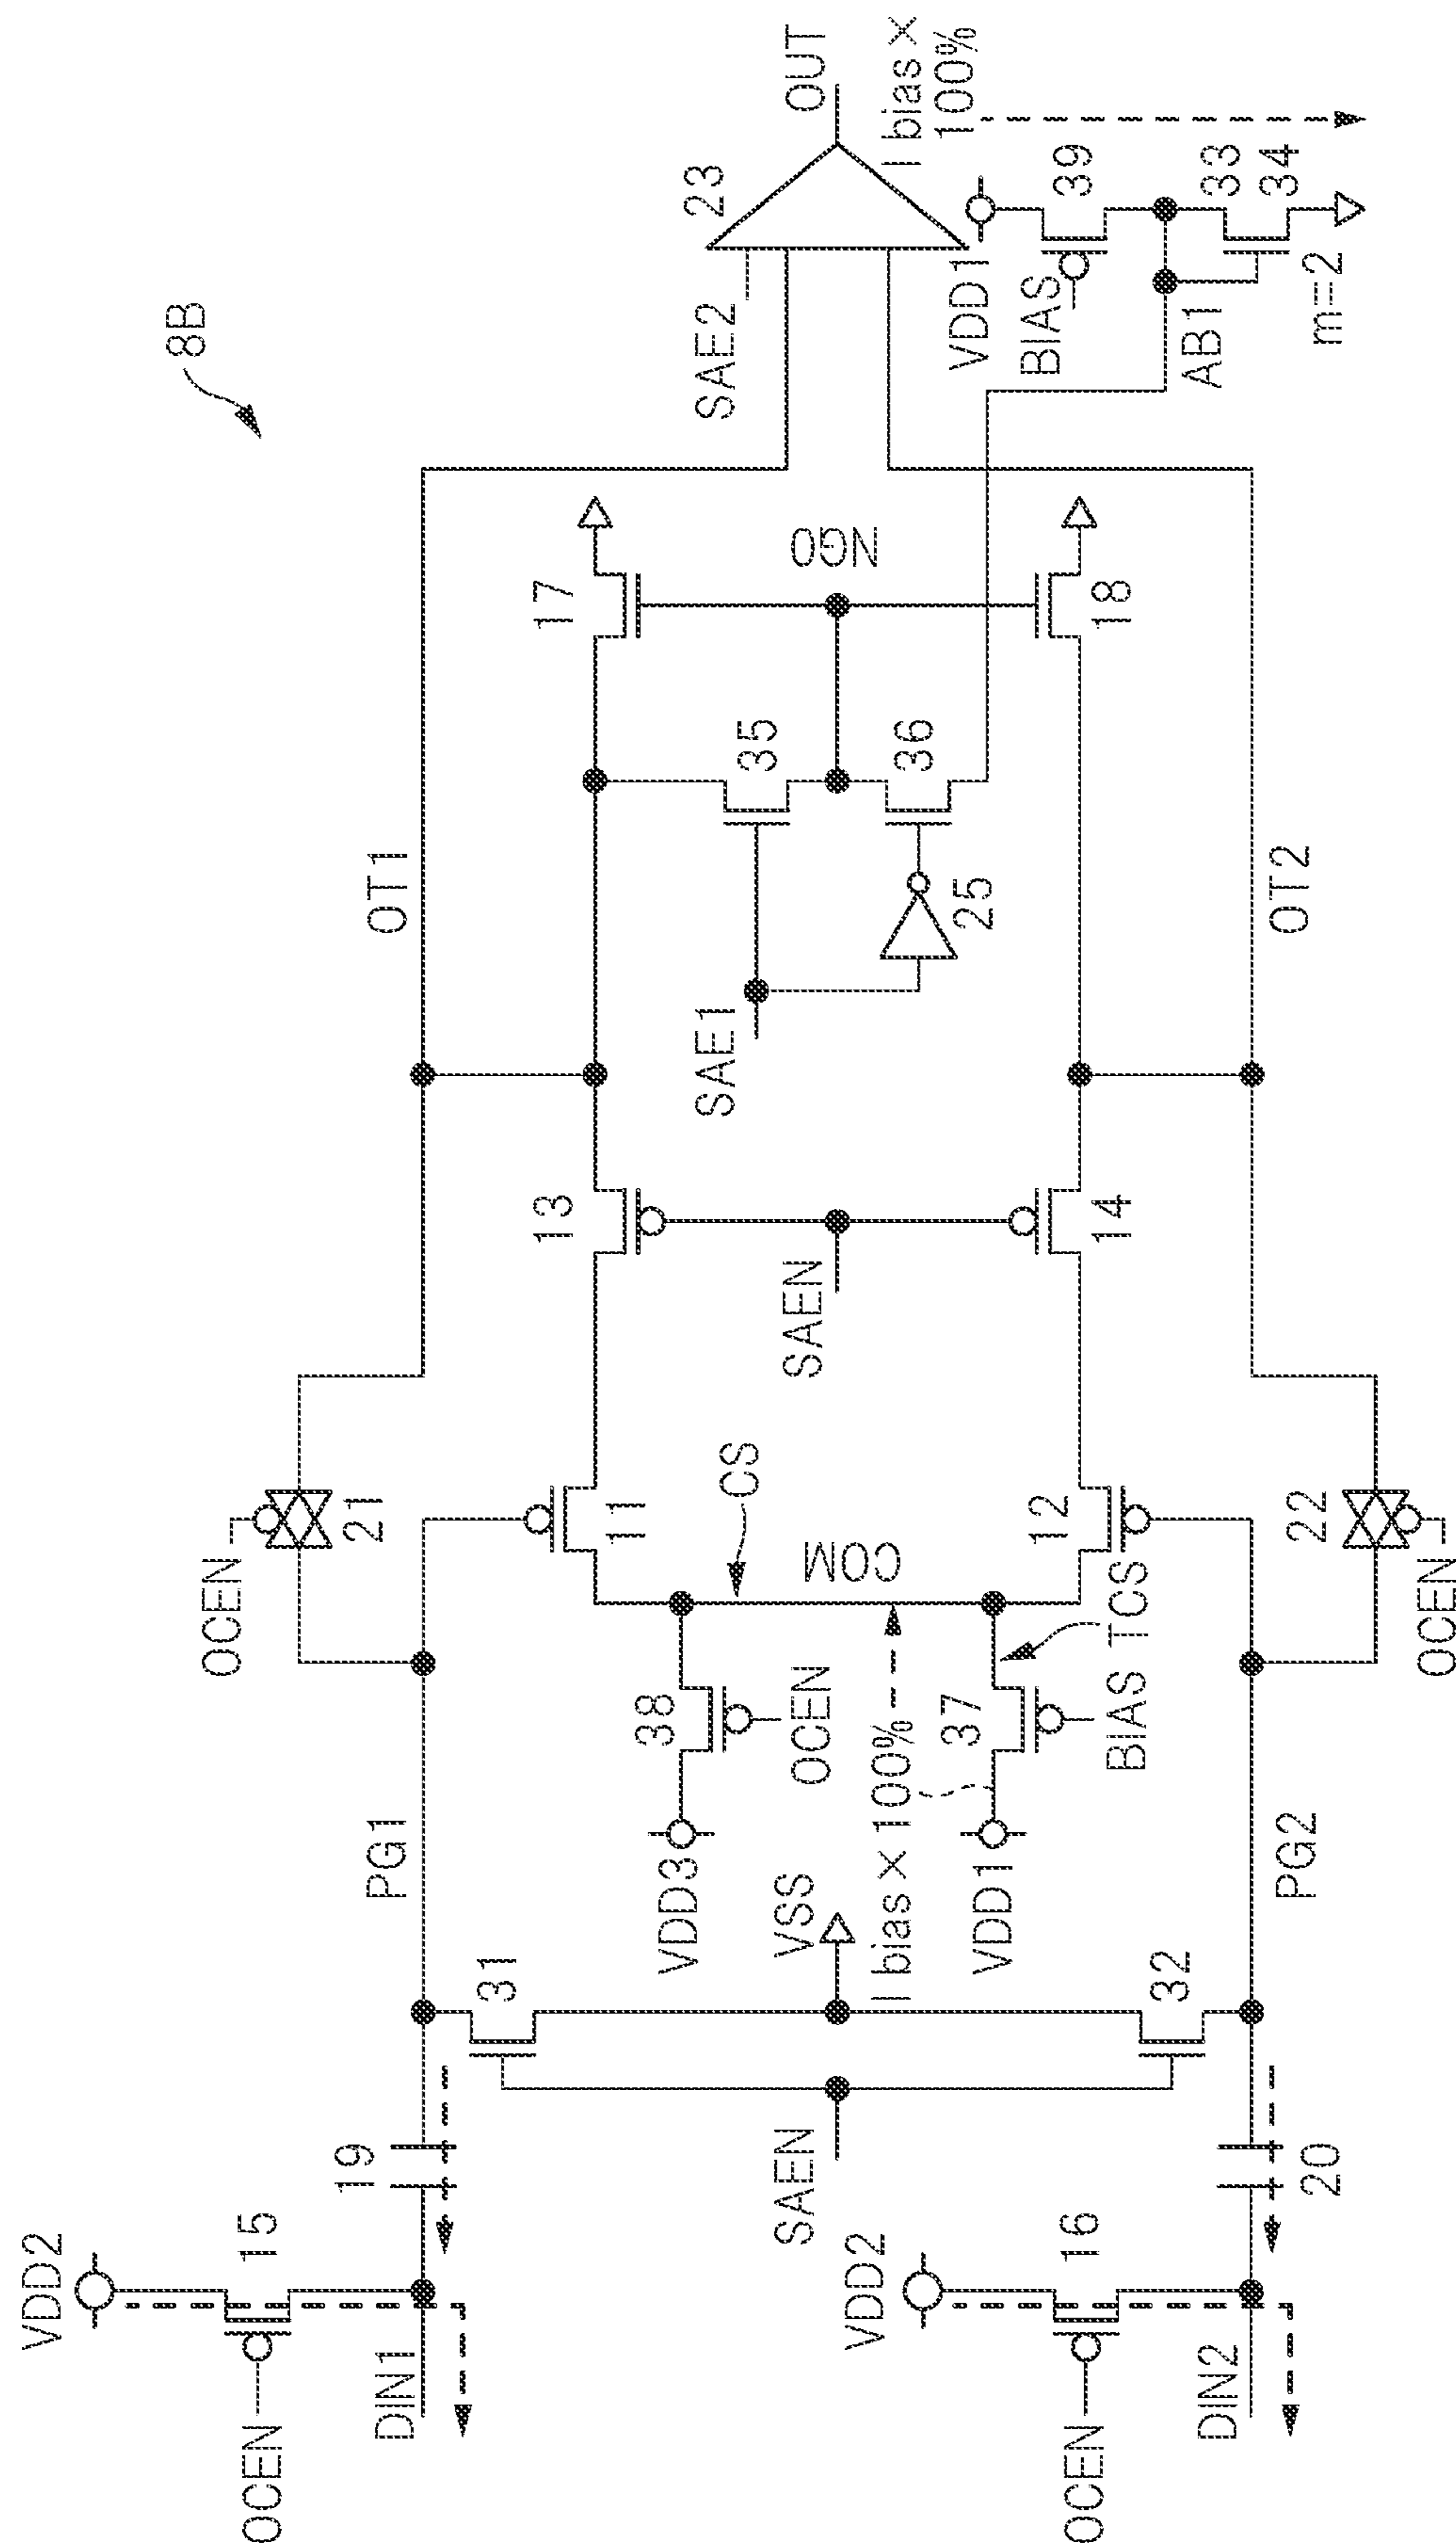 8B
OUT
I bias×
100%
23
SAE2
VDD1
39
BIAS
33
34
AB1
m=2
17
NG0
18
35
36
25
SAE1
OT1
OT2
13
SAEN
14
OCEN
21
11
CS
COM
12
22
OCEN
38
OCEN
TCS
37
BIAS
I bias×100%
VDD3
VDD1
PG1
PG2
VSS
31
32
SAEN
19
20
VDD2
15
OCEN
DIN1
VDD2
16
OCEN
DIN2